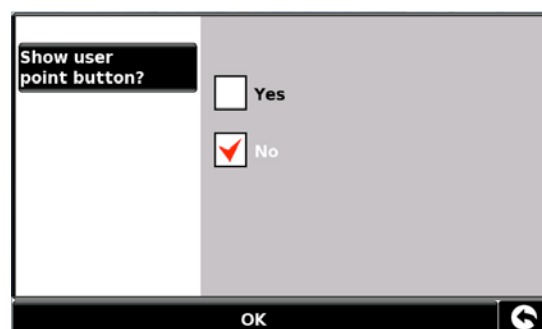 Show user
point button?
Yes
No
OK